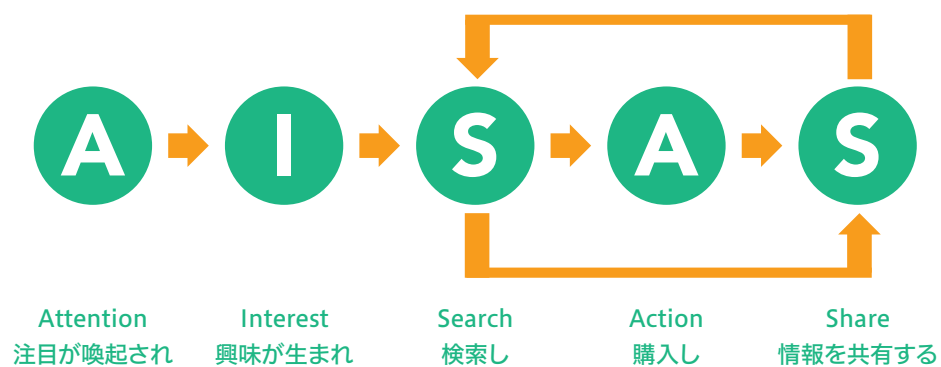 A I S A S
Attention Interest Search Action Share
注目が喚起され 興味が生まれ 検索し 購入し 情報を共有する